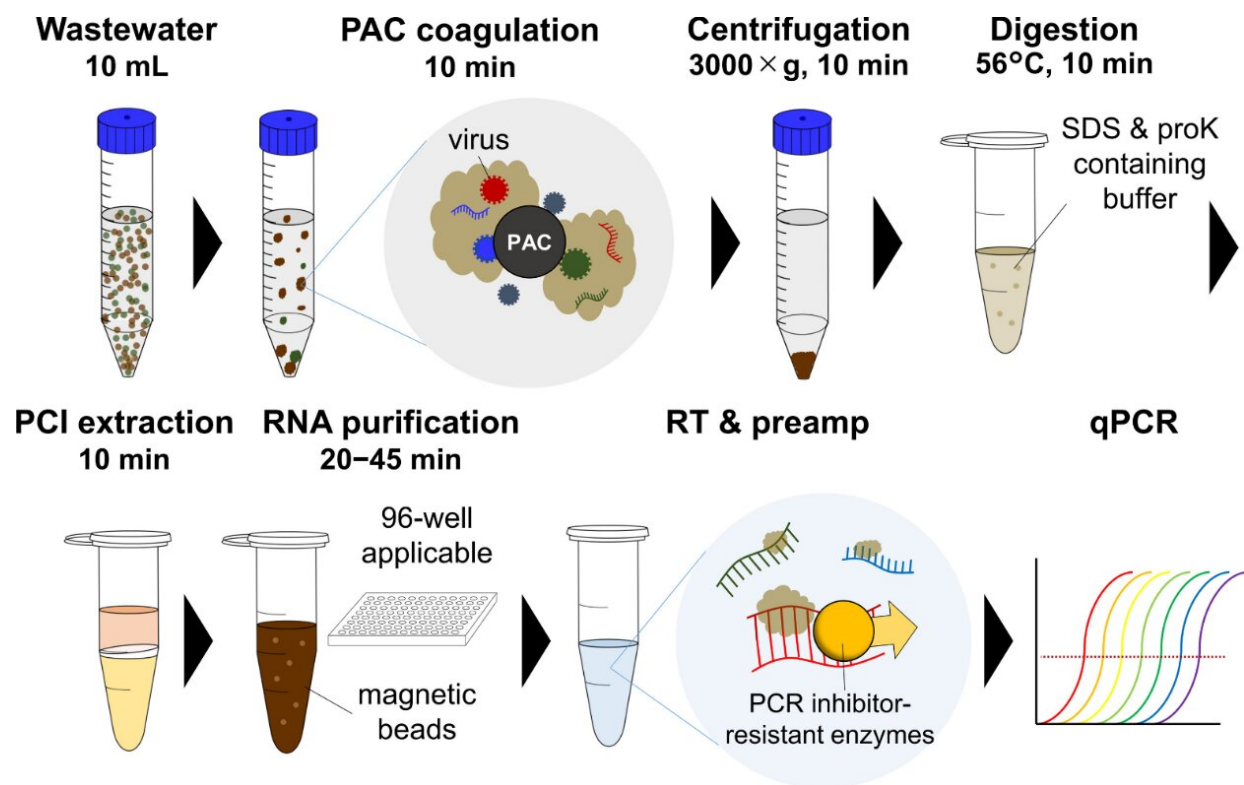 Wastewater
10 mL
PAC coagulation
10 min
virus
PAC
Centrifugation
3000 × g, 10 min
Digestion
56°C, 10 min
SDS & proK
containing
buffer
PCI extraction
10 min
RNA purification
20−45 min
96-well
applicable
magnetic
beads
RT & preamp
PCR inhibitor-
resistant enzymes
qPCR